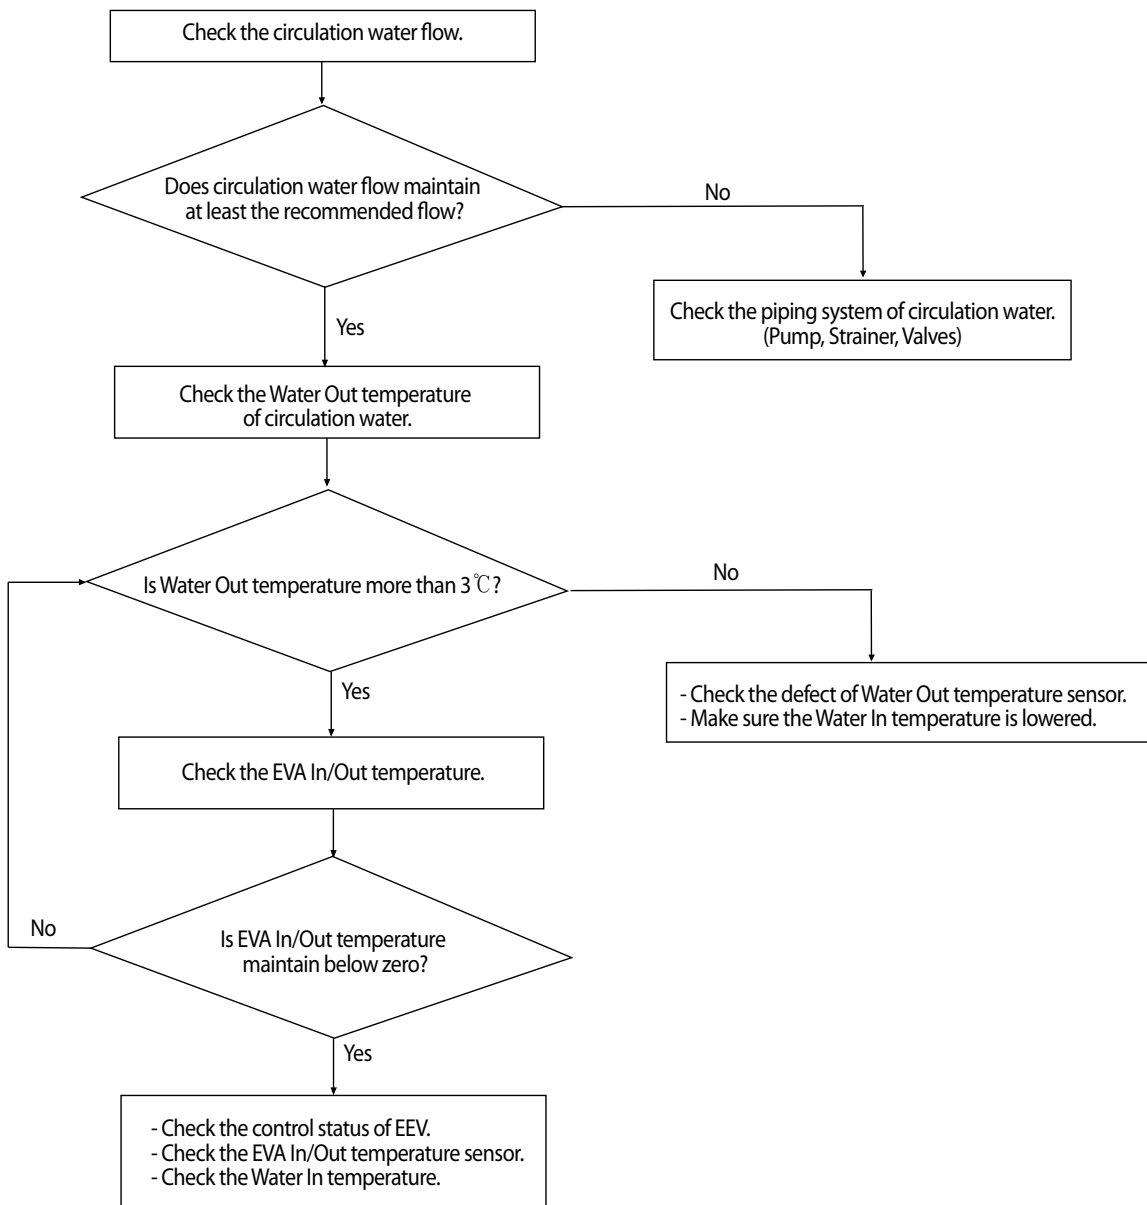 Check the circulation water flow.
Does circulation water flow maintain
at least the recommended flow?
No
Check the piping system of circulation water.
(Pump, Strainer, Valves)
Yes
Check the Water Out temperature
of circulation water.
Is Water Out temperature more than 3℃?
No
- Check the defect of Water Out temperature sensor.
- Make sure the Water In temperature is lowered.
Yes
Check the EVA In/Out temperature.
No
Is EVA In/Out temperature
maintain below zero?
Yes
- Check the control status of EEV.
- Check the EVA In/Out temperature sensor.
- Check the Water In temperature.